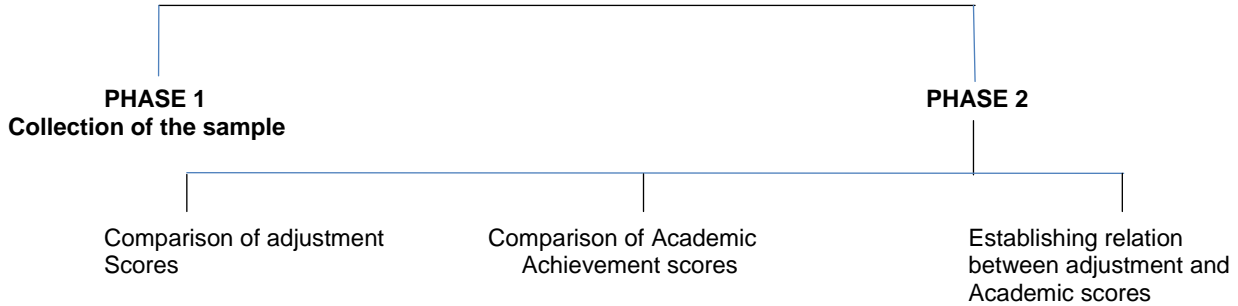 PHASE 1
Collection of the sample
PHASE 2
Comparison of adjustment
Scores
Comparison of Academic
Achievement scores
Establishing relation
between adjustment and
Academic scores